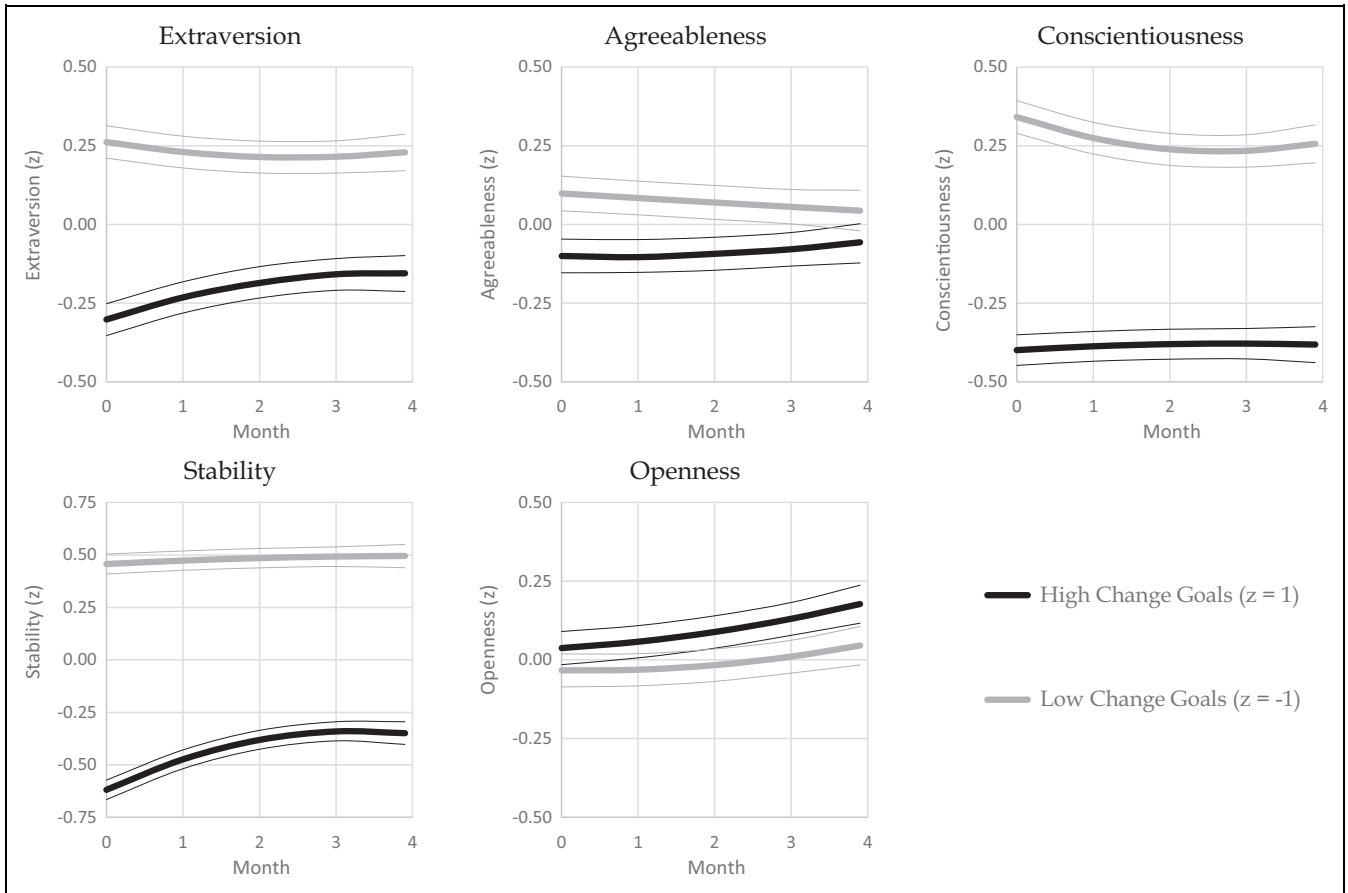 Extraversion
0.50
0.25
0.00
-0.25
-0.50
Extraversion (z)
0 1 2 3 4
Month
Agreeableness
0.50
0.25
0.00
-0.25
-0.50
Agreeableness (z)
0 1 2 3 4
Month
Conscientiousness
0.50
0.25
0.00
-0.25
-0.50
Conscientiousness (z)
0 1 2 3 4
Month
Stability
0.75
0.50
0.25
0.00
-0.25
-0.50
-0.75
Stability (z)
0 1 2 3 4
Month
Openness
0.50
0.25
0.00
-0.25
-0.50
Openness (z)
0 1 2 3 4
Month
High Change Goals (z = 1)
Low Change Goals (z = -1)